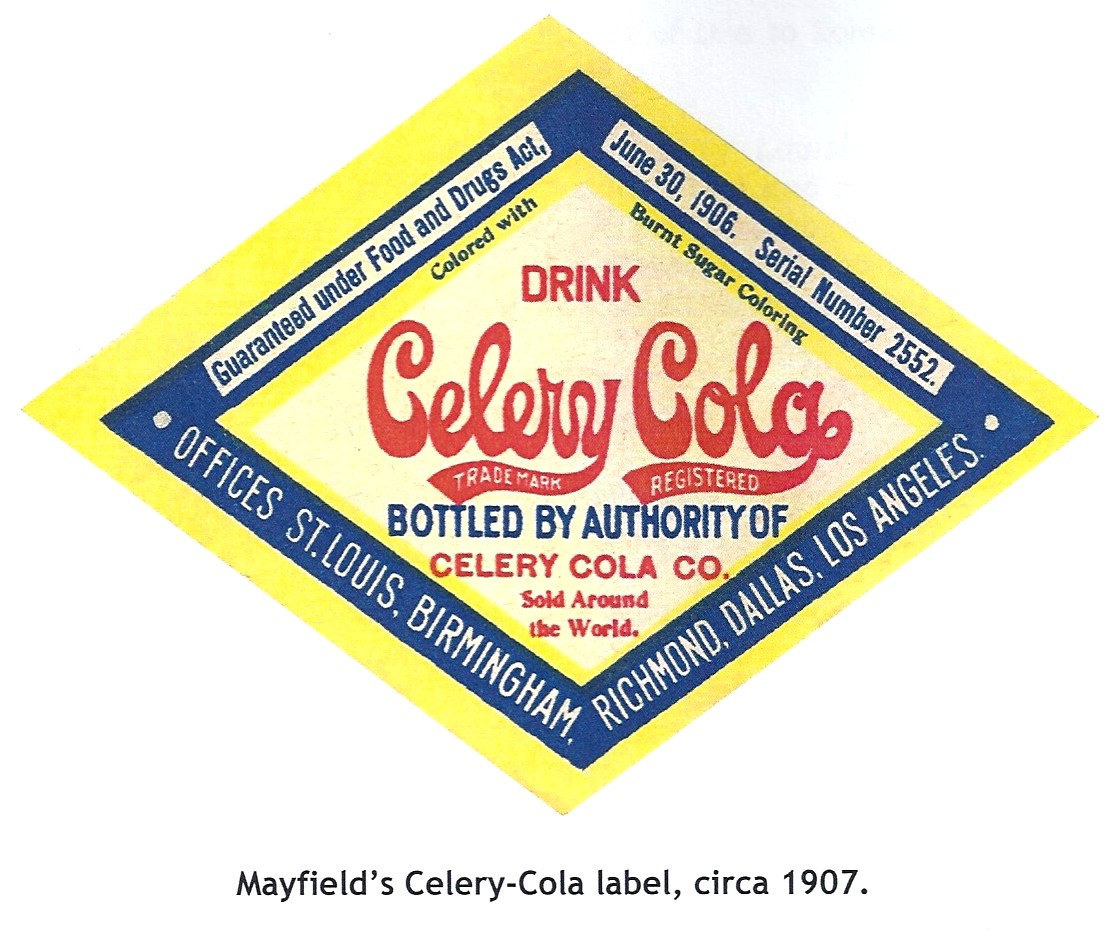 Guaranteed under Food and Drugs Act,
June 30, 1906. Serial Number 2552.
Colored with
Burnt Sugar Coloring
DRINK
Celery Cola
TRADEMARK
REGISTERED
BOTTLED BY AUTHORITY OF
CELERY COLA CO.
Sold Around
the World.
OFFICES ST. LOUIS, BIRMINGHAM,
RICHMOND, DALLAS, LOS ANGELES.
Mayfield's Celery-Cola label, circa 1907.